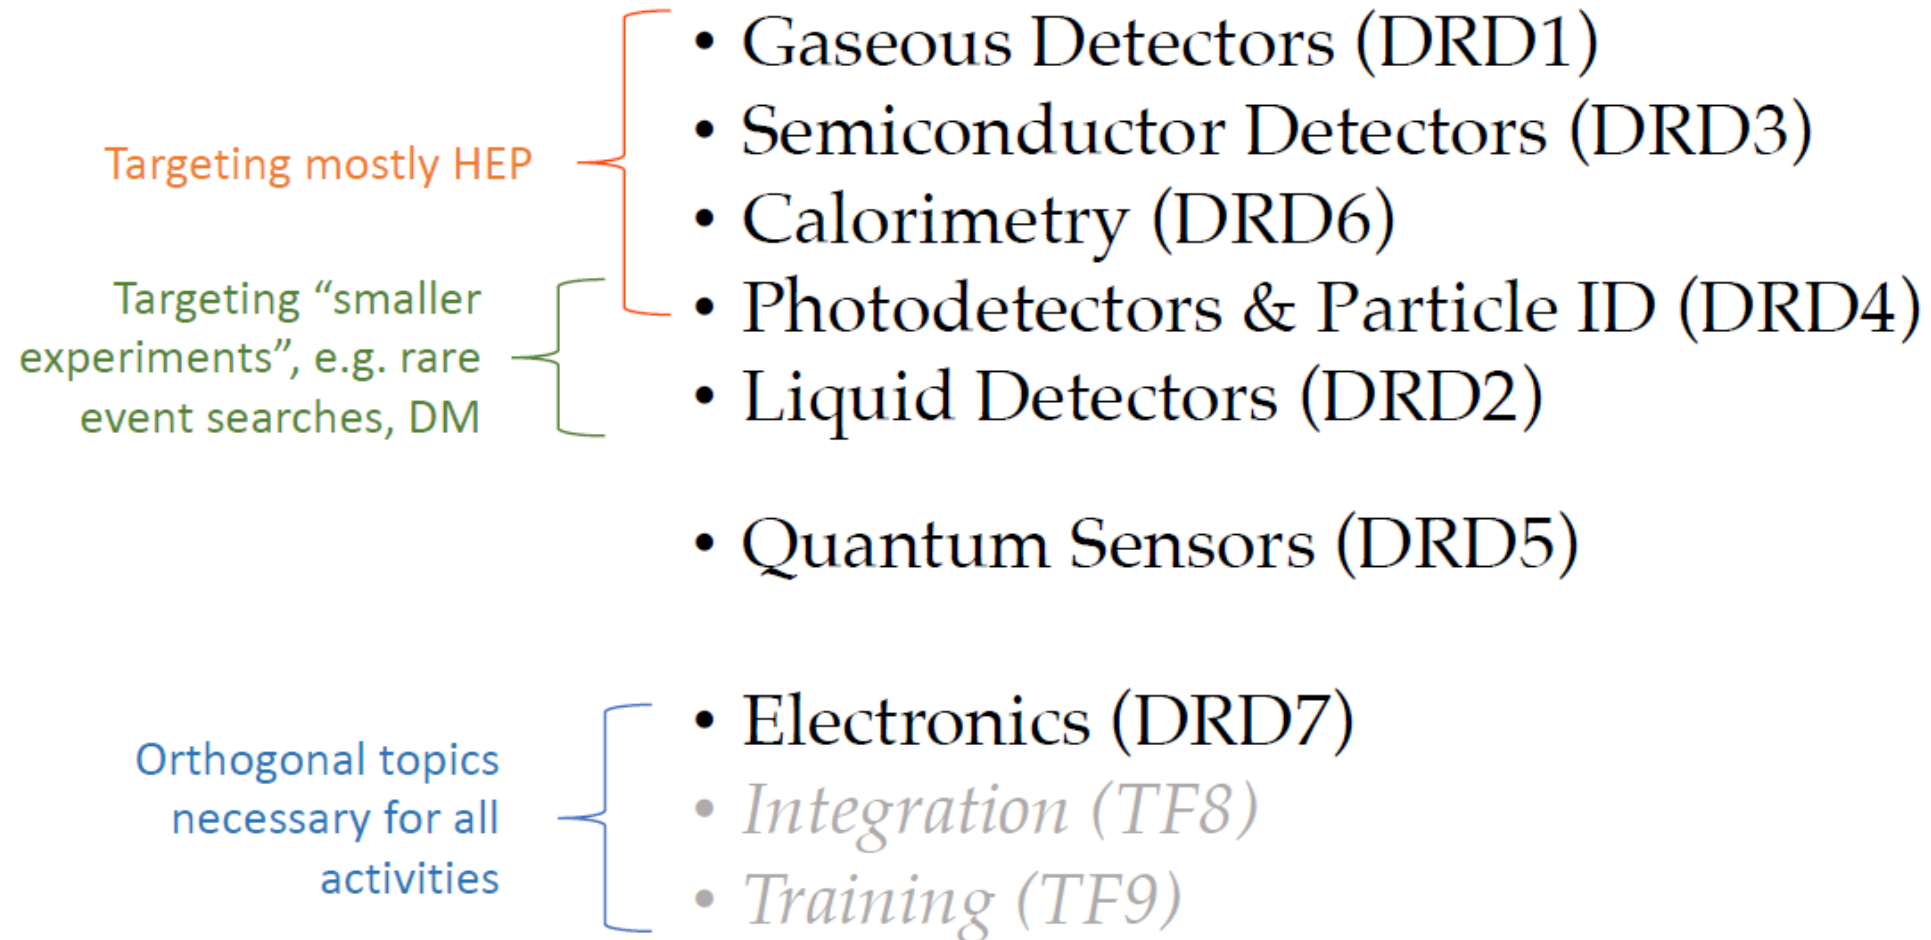 Targeting mostly HEP
• Gaseous Detectors (DRD1)
• Semiconductor Detectors (DRD3)
• Calorimetry (DRD6)
• Photodetectors & Particle ID (DRD4)
Targeting “smaller
experiments”, e.g. rare
event searches, DM
• Liquid Detectors (DRD2)
• Quantum Sensors (DRD5)
Orthogonal topics
necessary for all
activities
• Electronics (DRD7)
• Integration (TF8)
• Training (TF9)